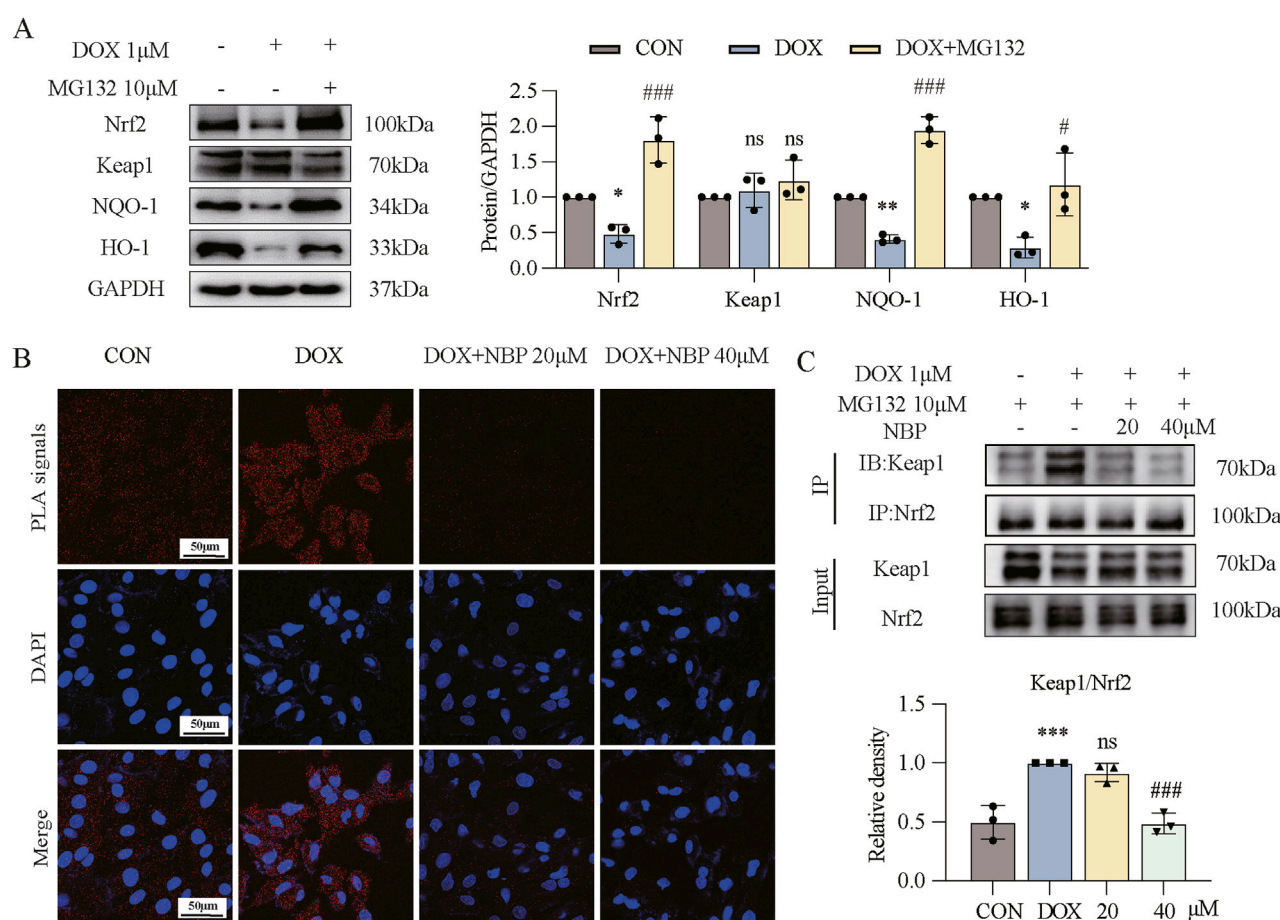 A
DOX 1μM - + +
MG132 10μM - - +
Nrf2 100kDa
Keap1 70kDa
NQO-1 34kDa
HO-1 33kDa
GAPDH 37kDa
CON DOX DOX+MG132
Protein/GAPDH
2.5
2.0
1.5
1.0
0.5
0.0
* ###
ns ns
** ###
* #
Nrf2 Keap1 NQO-1 HO-1
B
CON DOX DOX+NBP 20μM DOX+NBP 40μM
PLA signals
50μm
DAPI
50μm
Merge
50μm
C
DOX 1μM - + + +
MG132 10μM + + + +
NBP - - 20 40μM
IP
IB:Keap1 70kDa
IP:Nrf2 100kDa
Input
Keap1 70kDa
Nrf2 100kDa
Keap1/Nrf2
Relative density
1.5
1.0
0.5
0.0
*** ns ###
CON DOX 20 40 μM